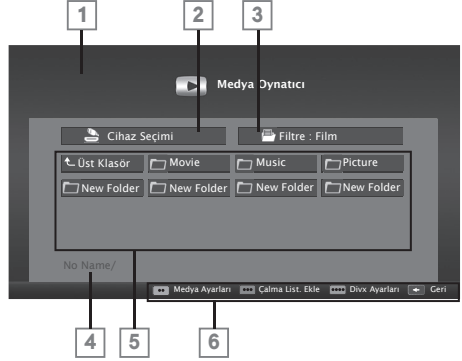 1 2 3
Medya Oynatıcı
Cihaz Seçimi Filtre : Film
Üst Klasör Movie Music Picture
New Folder New Folder New Folder New Folder
No Name/
Medya Ayarları Çalma List. Ekle Divx Ayarları Geri
4 5 6